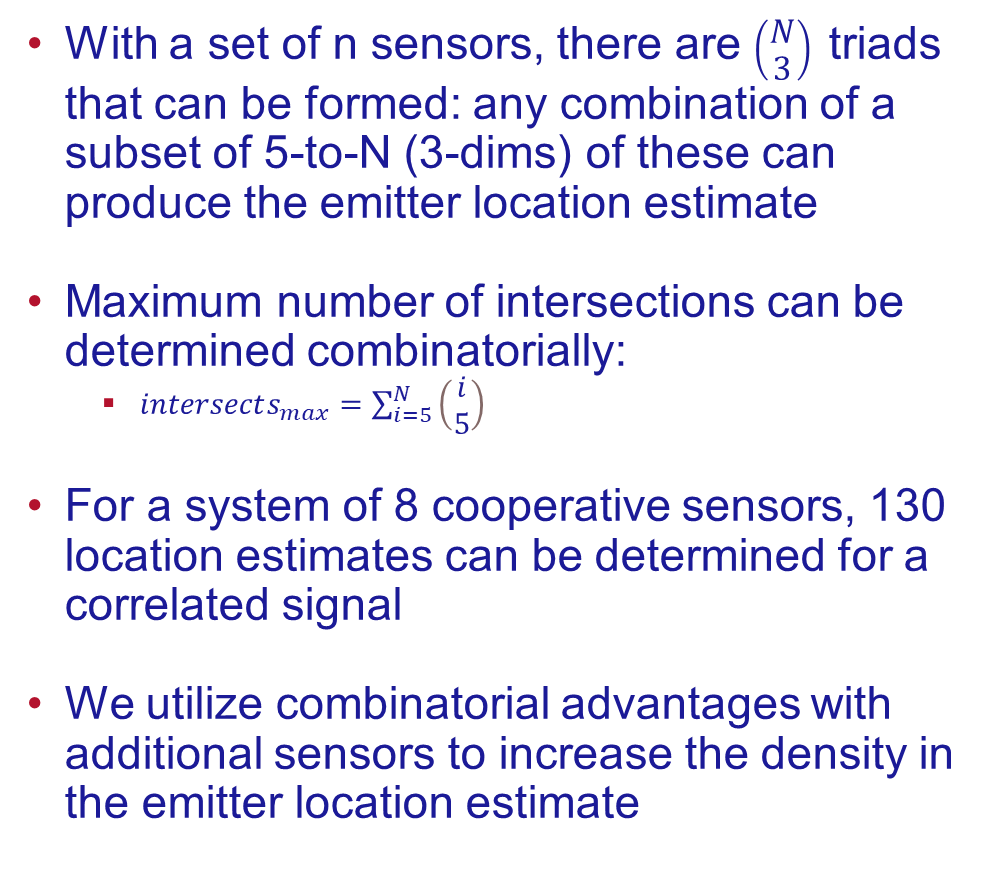 • With a set of n sensors, there are $\binom{N}{3}$ triads
that can be formed: any combination of a
subset of 5-to-N (3-dims) of these can
produce the emitter location estimate
• Maximum number of intersections can be
determined combinatorially:
▪ $intersects_{max} = \sum_{i=5}^{N} \binom{i}{5}$
• For a system of 8 cooperative sensors, 130
location estimates can be determined for a
correlated signal
• We utilize combinatorial advantages with
additional sensors to increase the density in
the emitter location estimate